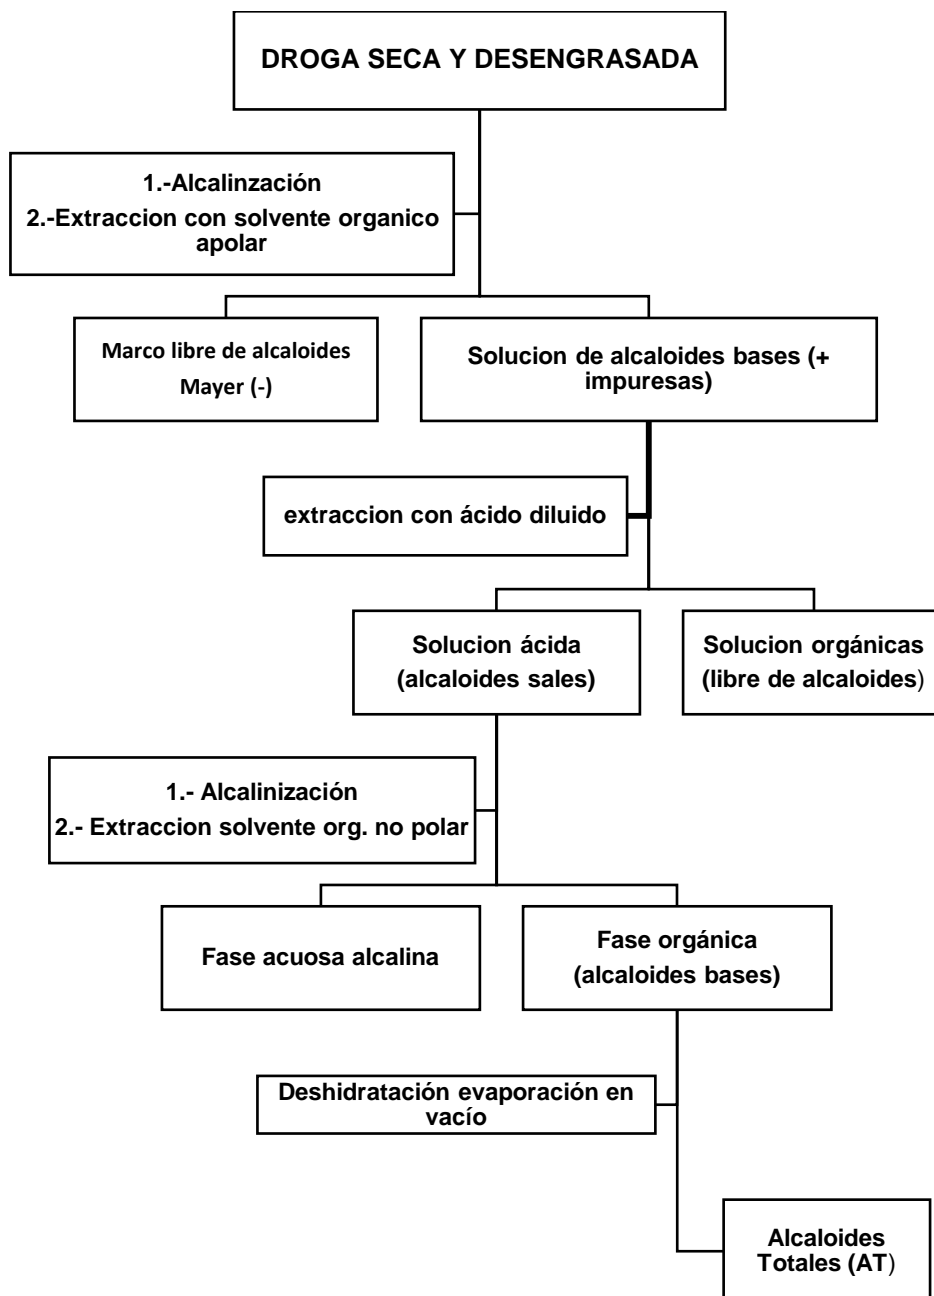 DROGA SECA Y DESENGRASADA
1.-Alcalinzación
2.-Extraccion con solvente organico
apolar
Marco libre de alcaloides
Mayer (-)
Solucion de alcaloides bases (+
impuresas)
extraccion con ácido diluido
Solucion ácida
(alcaloides sales)
Solucion orgánicas
(libre de alcaloides)
1.- Alcalinización
2.- Extraccion solvente org. no polar
Fase acuosa alcalina
Fase orgánica
(alcaloides bases)
Deshidratación evaporación en
vacío
Alcaloides
Totales (AT)